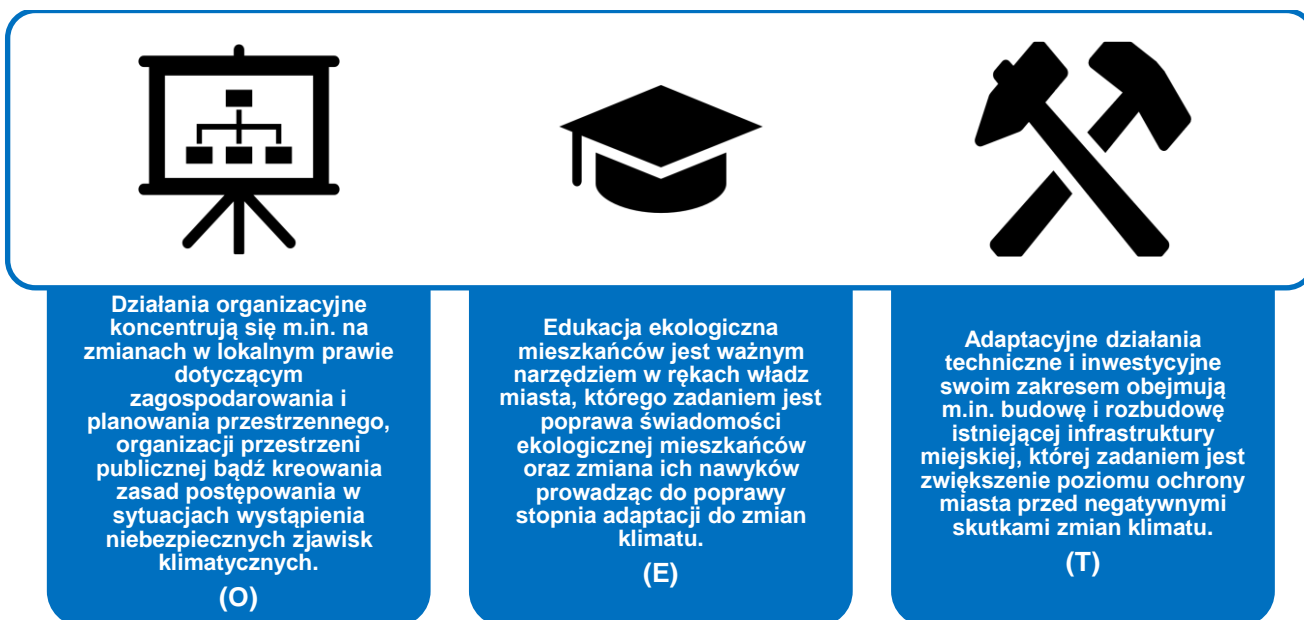 Działania organizacyjne
koncentrują się m.in. na
zmianach w lokalnym prawie
dotyczącym
zagospodarowania i
planowania przestrzennego,
organizacji przestrzeni
publicznej bądź kreowania
zasad postępowania w
sytuacjach wystąpienia
niebezpiecznych zjawisk
klimatycznych.
(O)
Edukacja ekologiczna
mieszkańców jest ważnym
narzędziem w rękach władz
miasta, którego zadaniem jest
poprawa świadomości
ekologicznej mieszkańców
oraz zmiana ich nawyków
prowadząc do poprawy
stopnia adaptacji do zmian
klimatu.
(E)
Adaptacyjne działania
techniczne i inwestycyjne
swoim zakresem obejmują
m.in. budowę i rozbudowę
istniejącej infrastruktury
miejskiej, której zadaniem jest
zwiększenie poziomu ochrony
miasta przed negatywnymi
skutkami zmian klimatu.
(T)